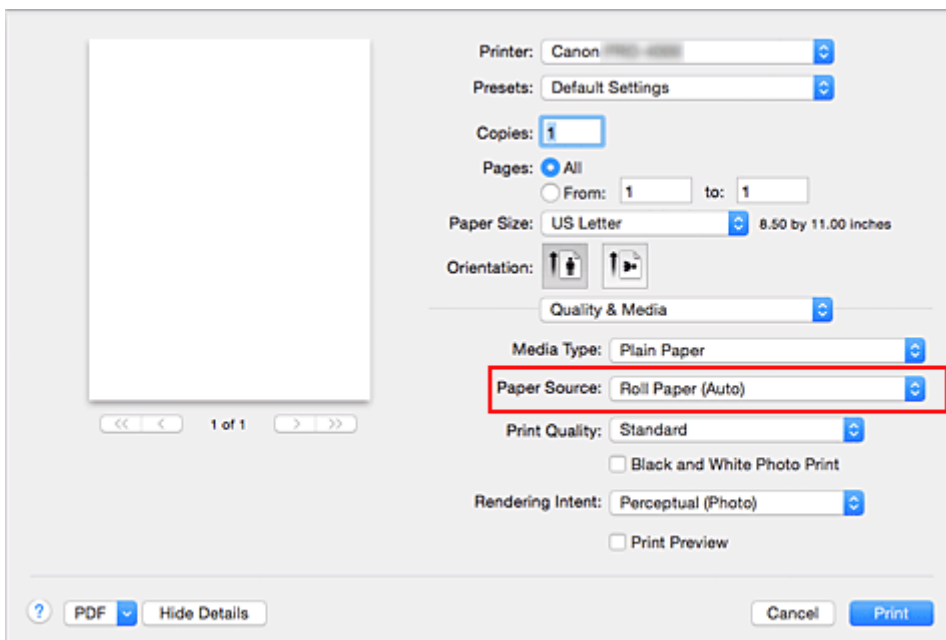 Printer: Canon
Presets: Default Settings
Copies: 1
Pages: All
From: 1 to: 1
Paper Size: US Letter 8.50 by 11.00 inches
Orientation:
Quality & Media
Media Type: Plain Paper
Paper Source: Roll Paper (Auto)
<< < 1 of 1 > >>
Print Quality: Standard
Black and White Photo Print
Rendering Intent: Perceptual (Photo)
Print Preview
? PDF Hide Details Cancel Print